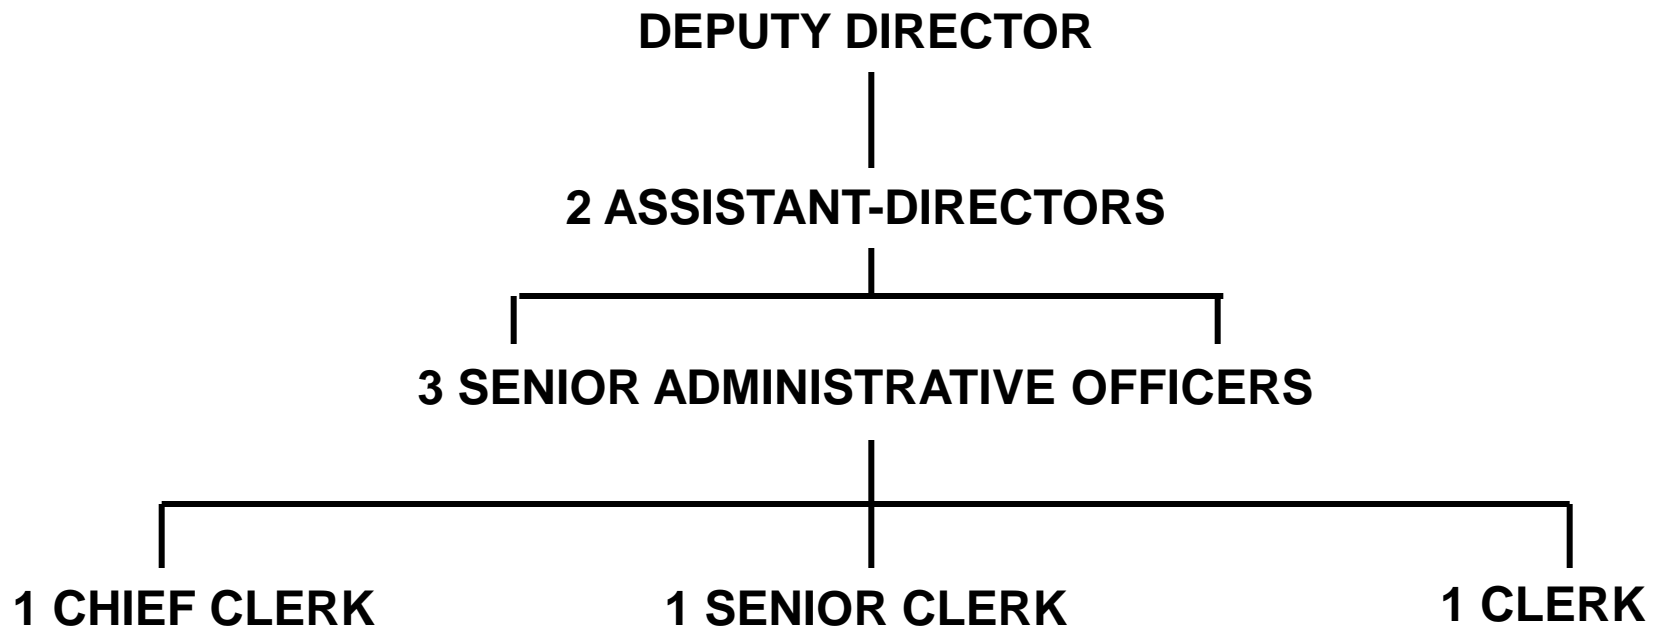 DEPUTY DIRECTOR
2 ASSISTANT-DIRECTORS
3 SENIOR ADMINISTRATIVE OFFICERS
1 CHIEF CLERK
1 SENIOR CLERK
1 CLERK